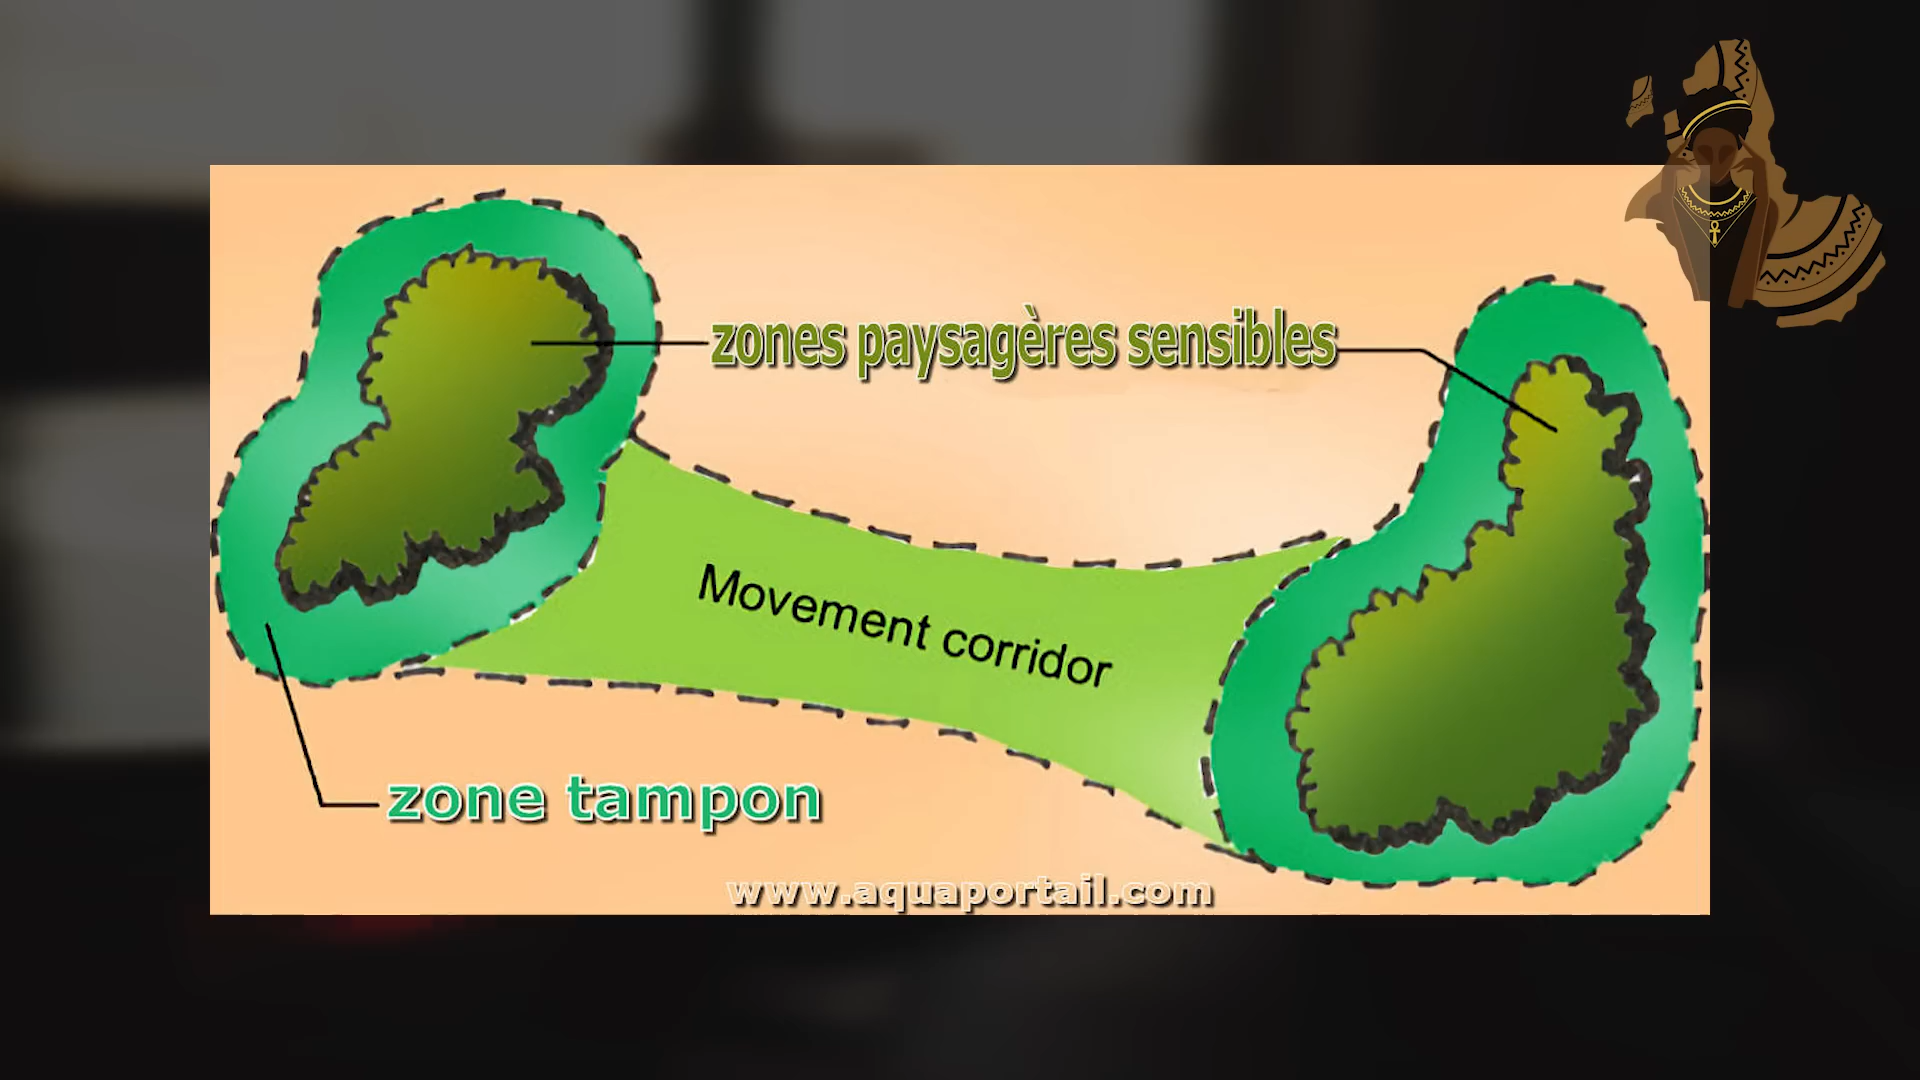 zones paysagères sensibles
Movement corridor
zone tampon
www.aquaportail.com